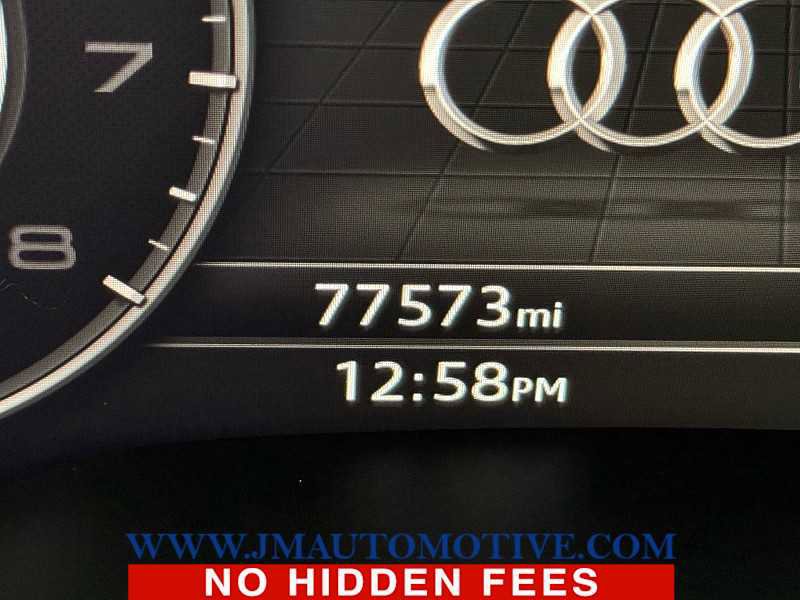 7
8
77573mi
12:58PM
WWW.JMAUTOMOTIVE.COM
NO HIDDEN FEES